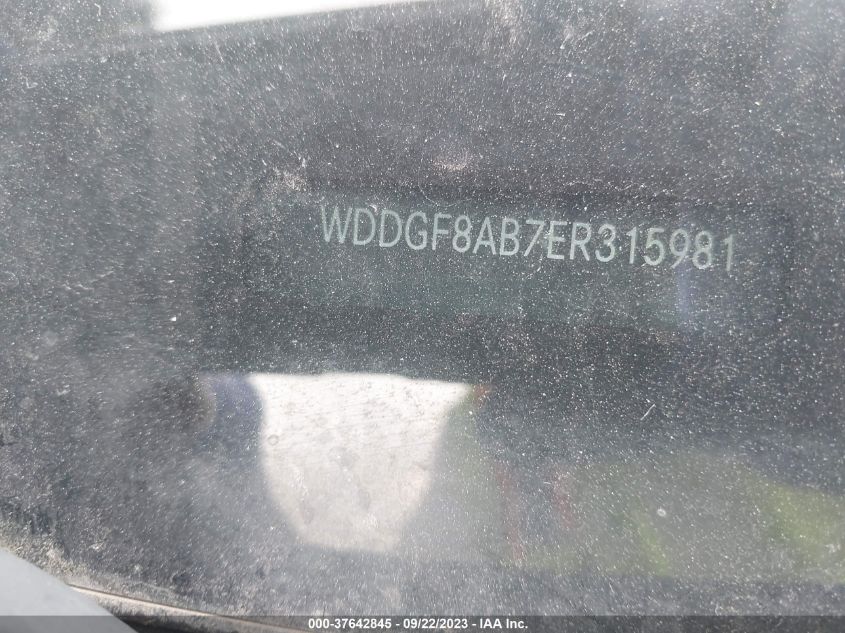 WDDGF8AB7ER315981
000-37642845 - 09/22/2023 - IAA Inc.